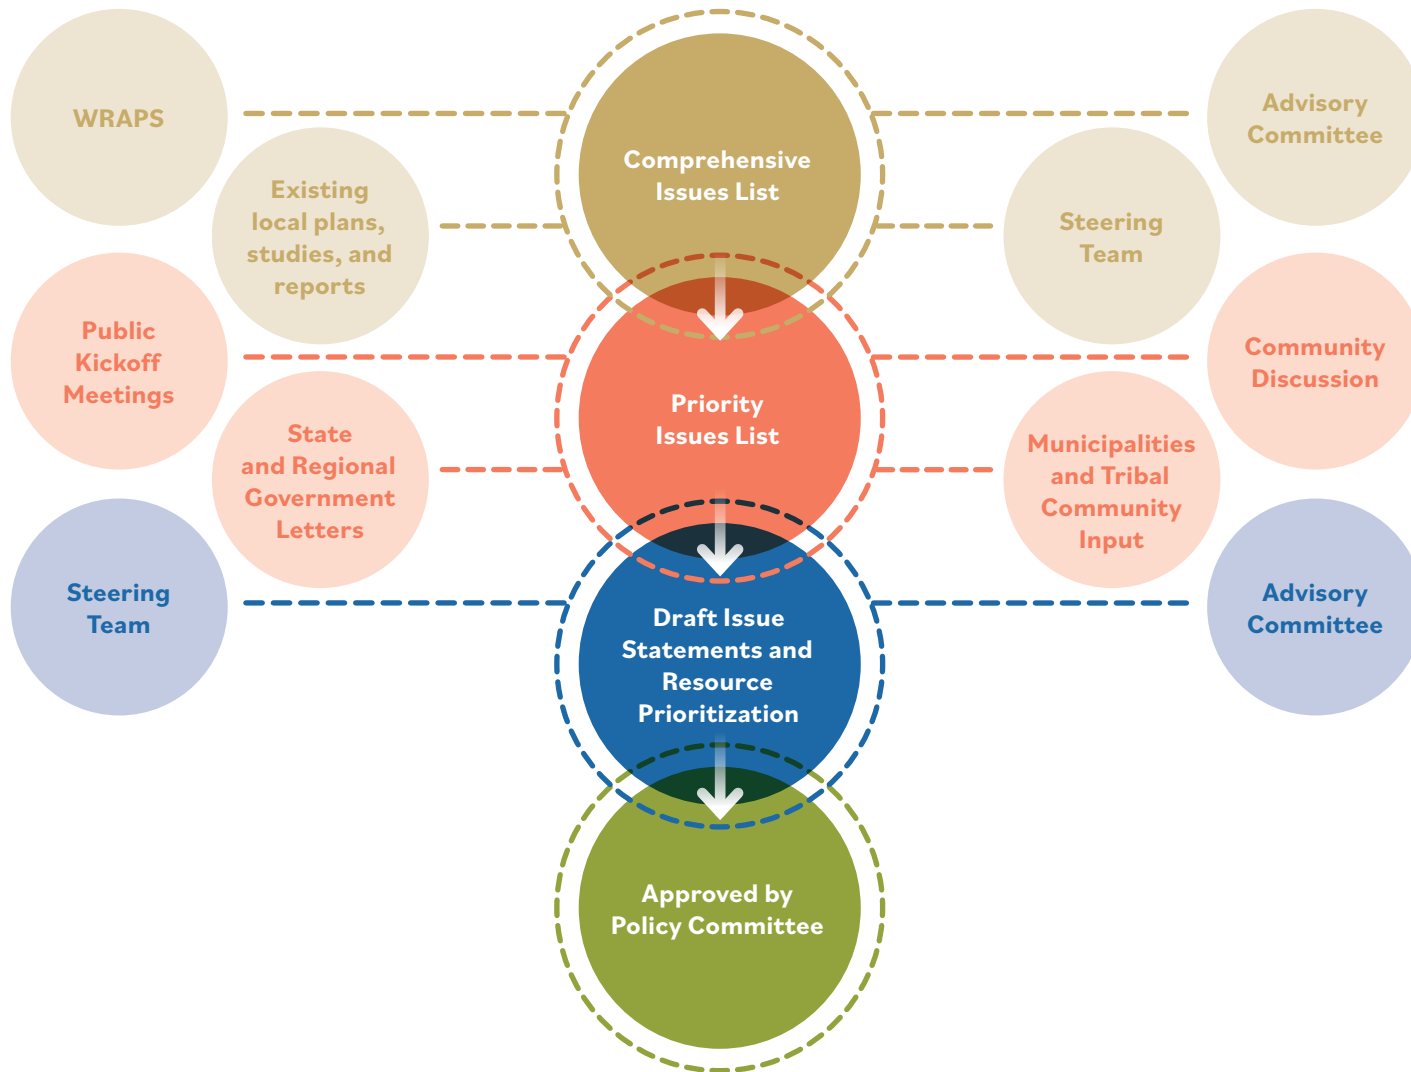 WRAPS
Existing
local plans,
studies, and
reports
Comprehensive
Issues List
Advisory
Committee
Steering
Team
Public
Kickoff
Meetings
State
and Regional
Government
Letters
Priority
Issues List
Community
Discussion
Municipalities
and Tribal
Community
Input
Steering
Team
Draft Issue
Statements and
Resource
Prioritization
Advisory
Committee
Approved by
Policy Committee